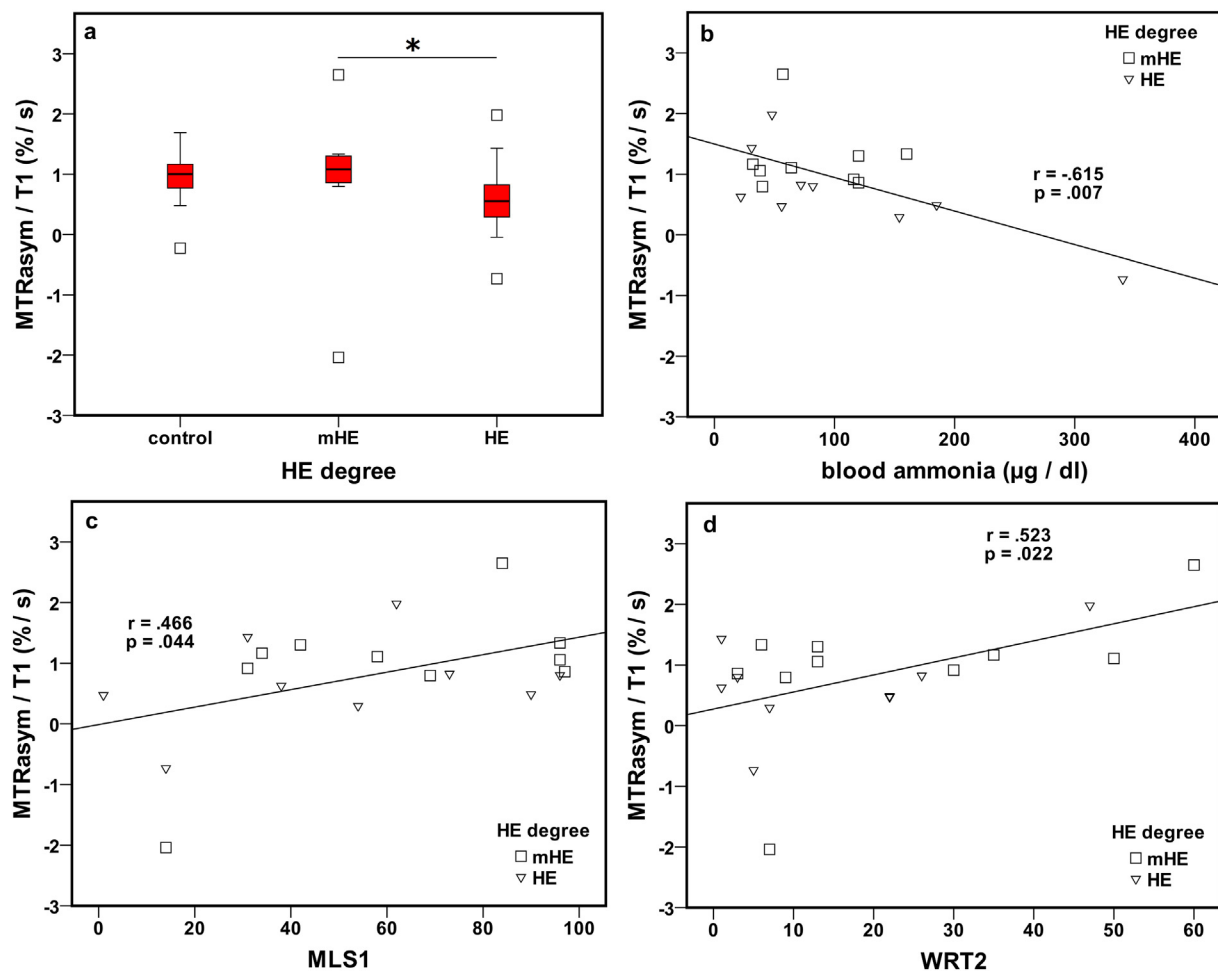 a
*
3
2
1
0
-1
-2
-3
MTRasym / T1 (% / s)
control mHE HE
HE degree
b
HE degree
mHE
HE
3
2
1
0
-1
-2
-3
MTRasym / T1 (% / s)
r = -.615
p = .007
0 100 200 300 400
blood ammonia (µg / dl)
c
3
2
1
0
-1
-2
-3
MTRasym / T1 (% / s)
r = .466
p = .044
HE degree
mHE
HE
0 20 40 60 80 100
MLS1
d
r = .523
p = .022
3
2
1
0
-1
-2
-3
MTRasym / T1 (% / s)
HE degree
mHE
HE
0 10 20 30 40 50 60
WRT2